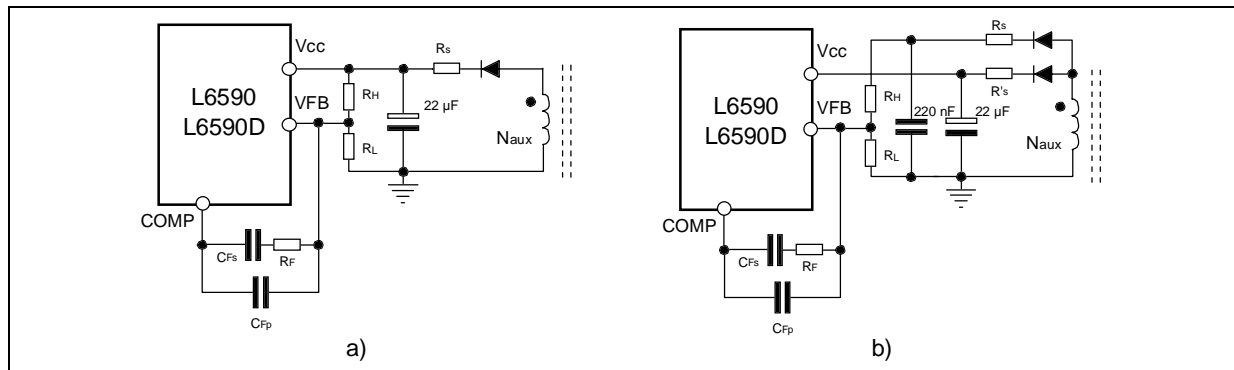 Vcc
Rs
L6590
L6590D
VFB
RH
22 µF
RL
Naux
COMP
CFs
RF
CFp
a)
Rs
Vcc
R's
L6590
L6590D
VFB
RH
220 nF
22 µF
RL
Naux
COMP
CFs
RF
CFp
b)